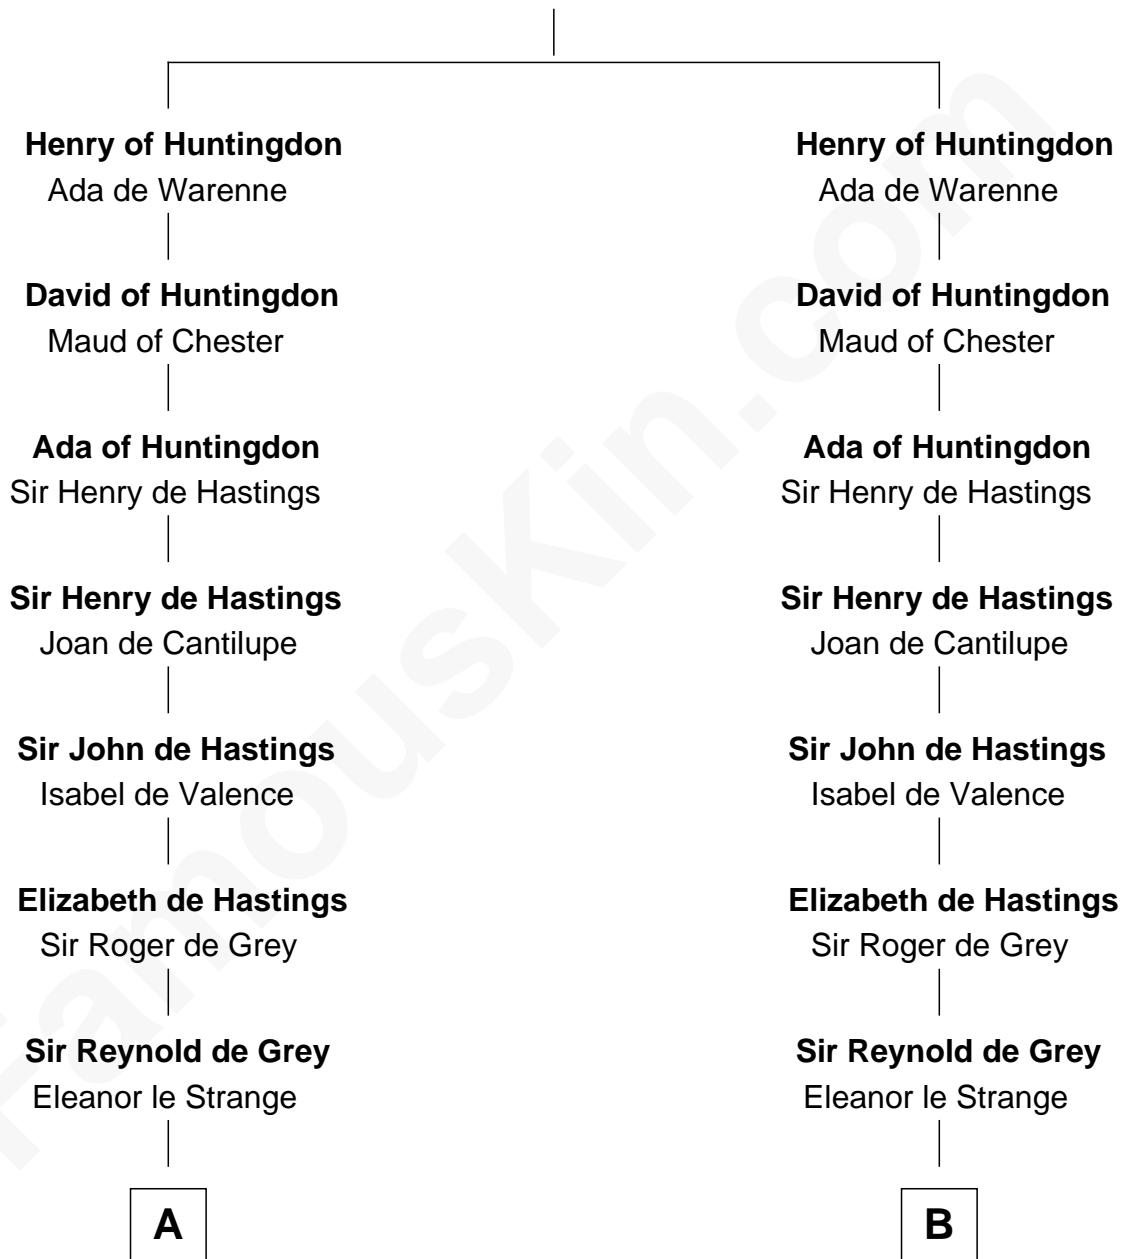 Henry of Huntingdon
Ada de Warenne
David of Huntingdon
Maud of Chester
Ada of Huntingdon
Sir Henry de Hastings
Sir Henry de Hastings
Joan de Cantilupe
Sir John de Hastings
Isabel de Valence
Elizabeth de Hastings
Sir Roger de Grey
Sir Reynold de Grey
Eleanor le Strange
A
Henry of Huntingdon
Ada de Warenne
David of Huntingdon
Maud of Chester
Ada of Huntingdon
Sir Henry de Hastings
Sir Henry de Hastings
Joan de Cantilupe
Sir John de Hastings
Isabel de Valence
Elizabeth de Hastings
Sir Roger de Grey
Sir Reynold de Grey
Eleanor le Strange
B
FamousKin.com